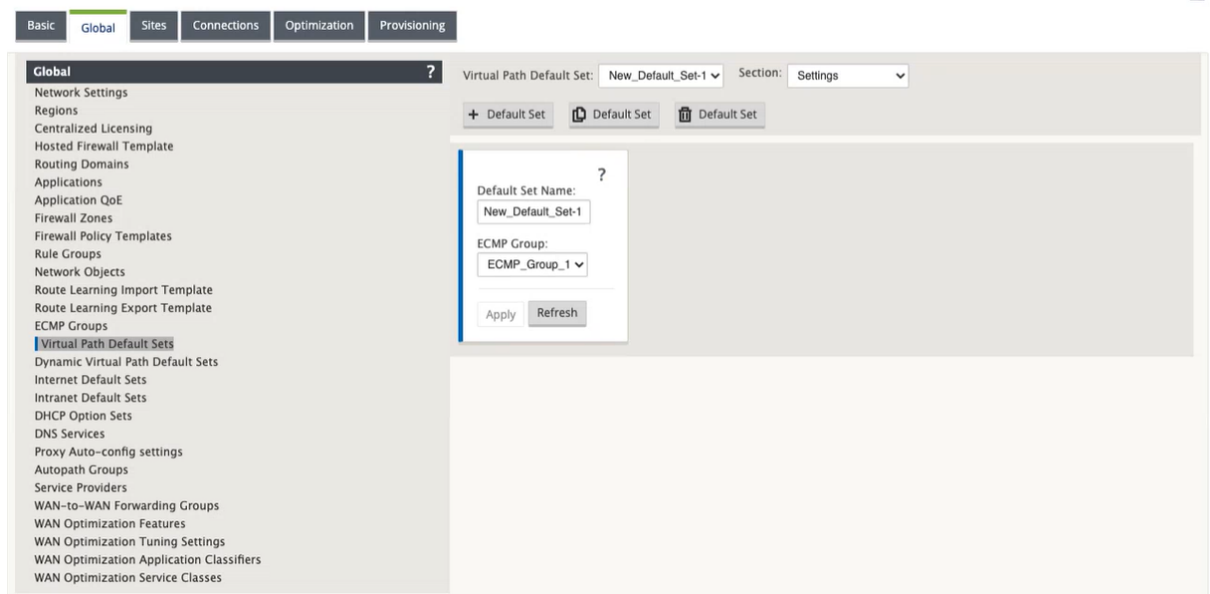 Basic Global Sites Connections Optimization Provisioning
Global ?
Network Settings
Regions
Centralized Licensing
Hosted Firewall Template
Routing Domains
Applications
Application QoE
Firewall Zones
Firewall Policy Templates
Rule Groups
Network Objects
Route Learning Import Template
Route Learning Export Template
ECMP Groups
Virtual Path Default Sets
Dynamic Virtual Path Default Sets
Internet Default Sets
Intranet Default Sets
DHCP Option Sets
DNS Services
Proxy Auto-config settings
Autopath Groups
Service Providers
WAN-to-WAN Forwarding Groups
WAN Optimization Features
WAN Optimization Tuning Settings
WAN Optimization Application Classifiers
WAN Optimization Service Classes
Virtual Path Default Set: New_Default_Set-1 Section: Settings
+ Default Set Default Set Default Set
?
Default Set Name:
New_Default_Set-1
ECMP Group:
ECMP_Group_1
Apply Refresh